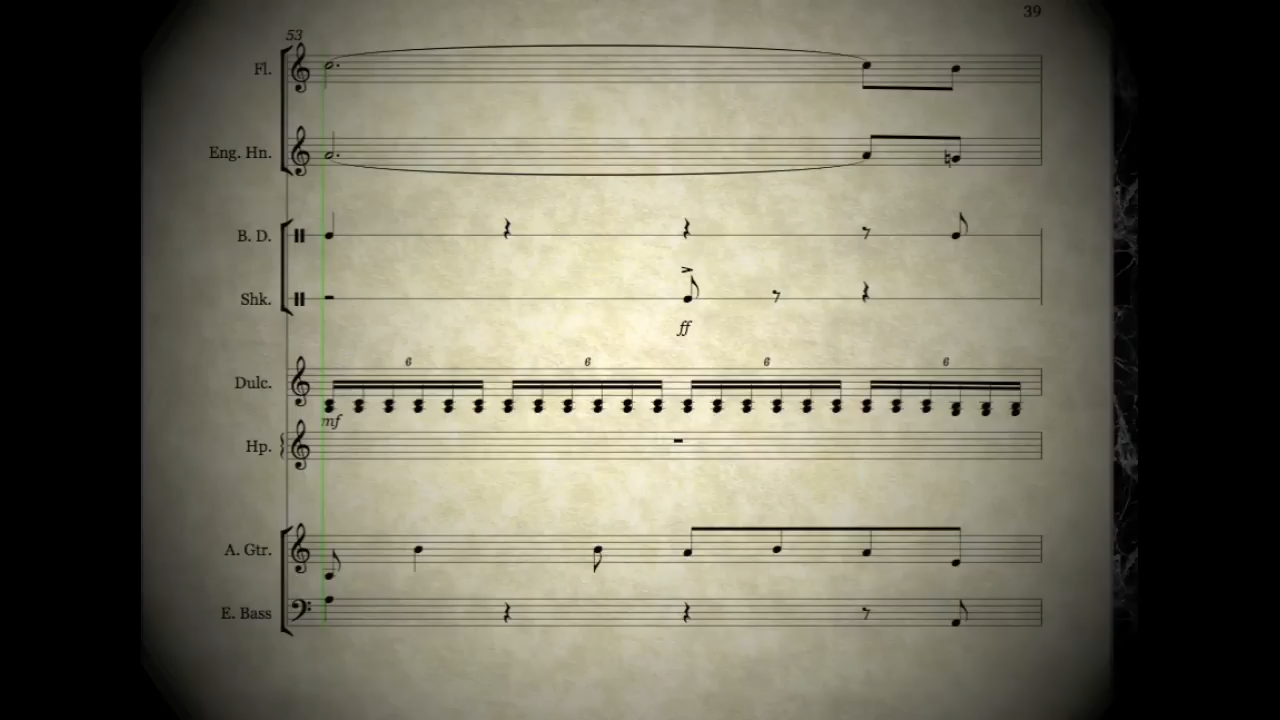 39
53
Fl.
Eng. Hn.
B. D.
Shk.
ff
6 6 6 6
Dulc.
mf
Hp.
A. Gtr.
E. Bass